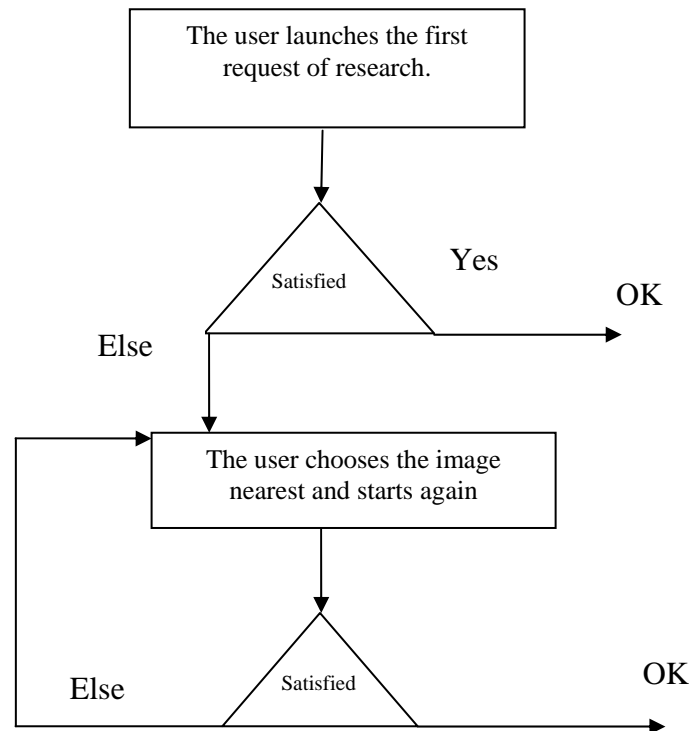 The user launches the first
request of research.
Satisfied
Yes
OK
Else
The user chooses the image
nearest and starts again
Satisfied
Else
OK